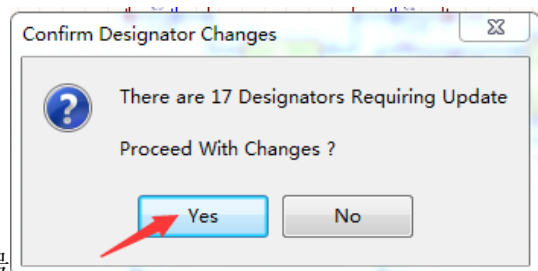 Confirm Designator Changes
There are 17 Designators Requiring Update
Proceed With Changes ?
Yes
No